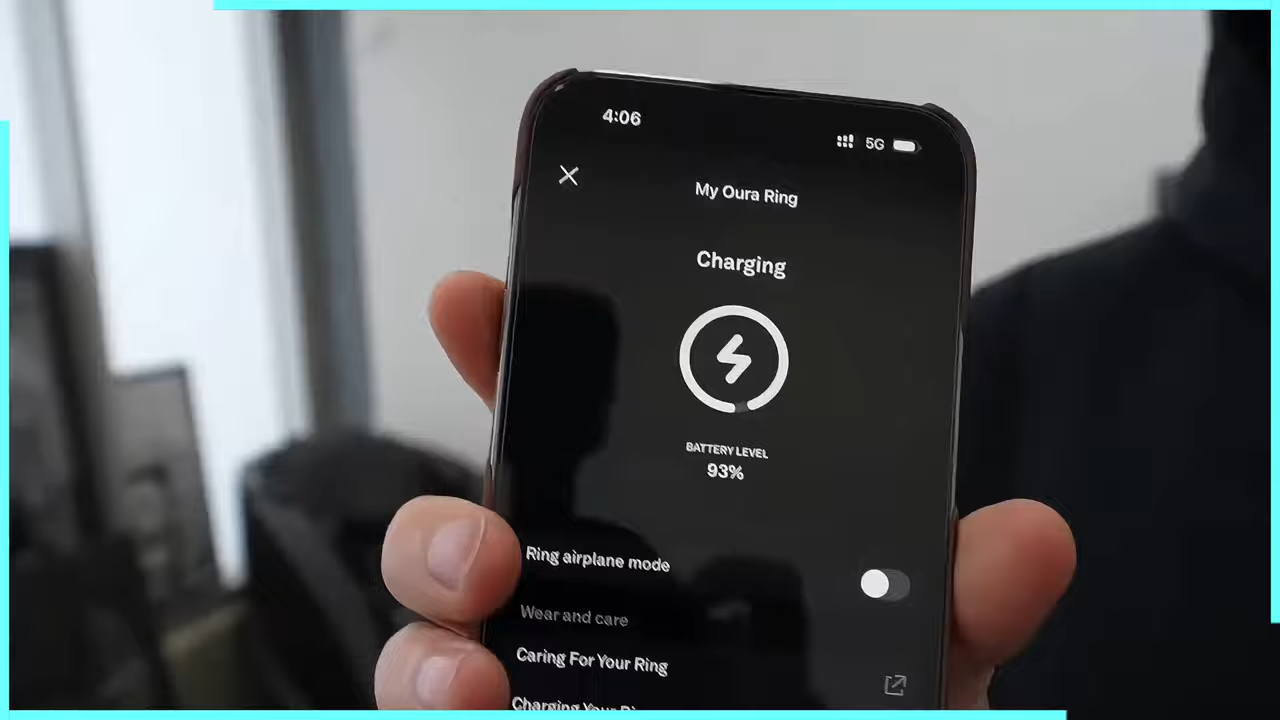 4:06
5G
My Oura Ring
Charging
BATTERY LEVEL
93%
Ring airplane mode
Wear and care
Caring For Your Ring
Charging Your